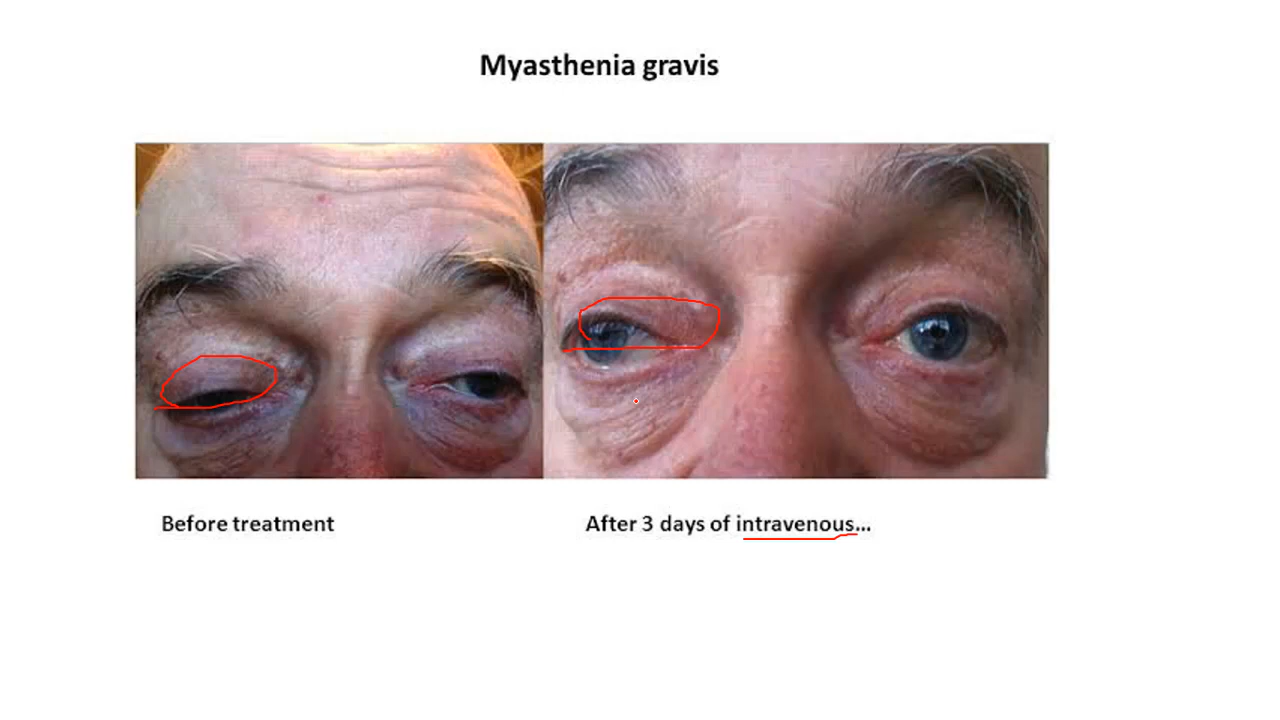 Myasthenia gravis
Before treatment
After 3 days of intravenous...